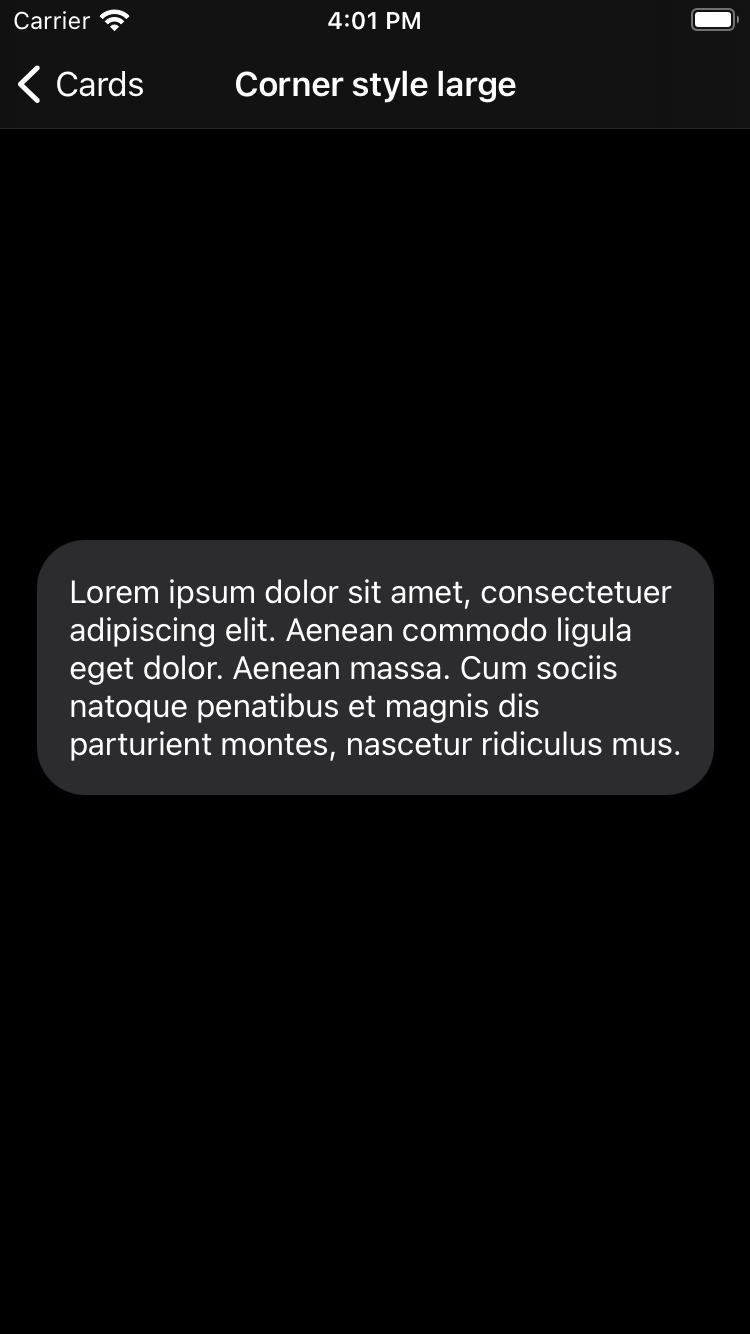 Carrier
4:01 PM
Cards
Corner style large
Lorem ipsum dolor sit amet, consectetuer
adipiscing elit. Aenean commodo ligula
eget dolor. Aenean massa. Cum sociis
natoque penatibus et magnis dis
parturient montes, nascetur ridiculus mus.